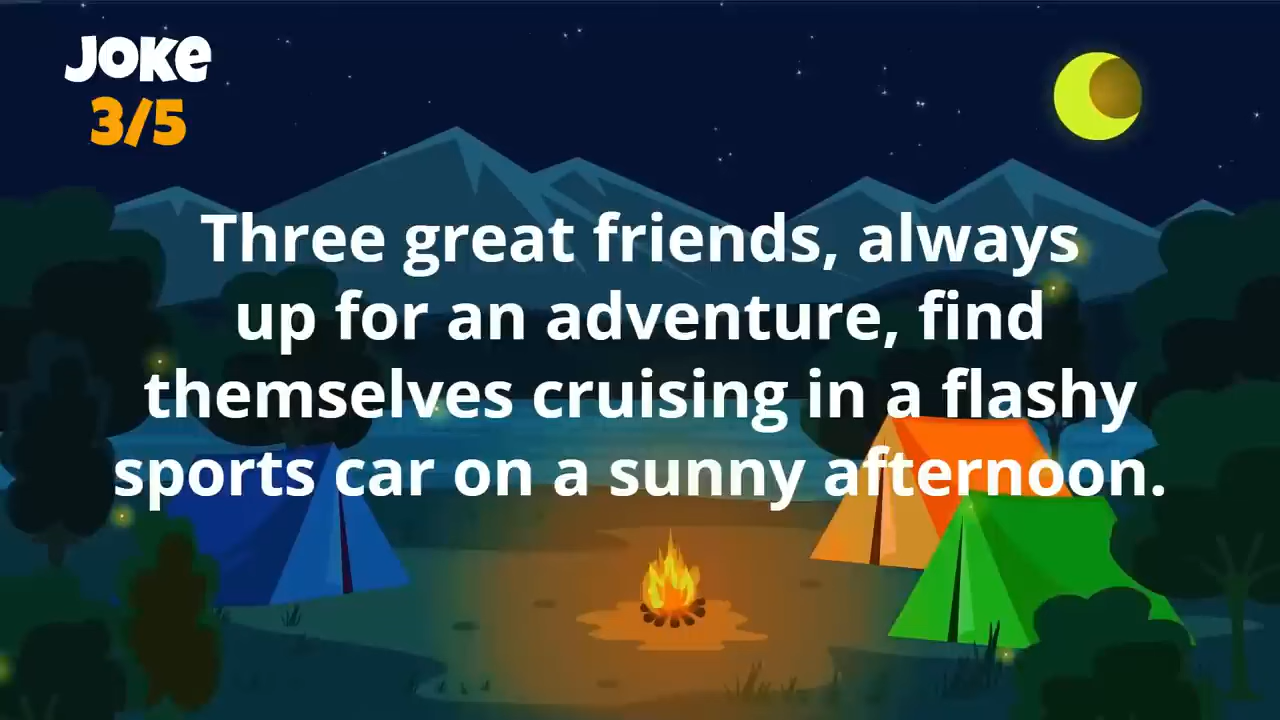 Joke
3/5
Three great friends, always
up for an adventure, find
themselves cruising in a flashy
sports car on a sunny afternoon.